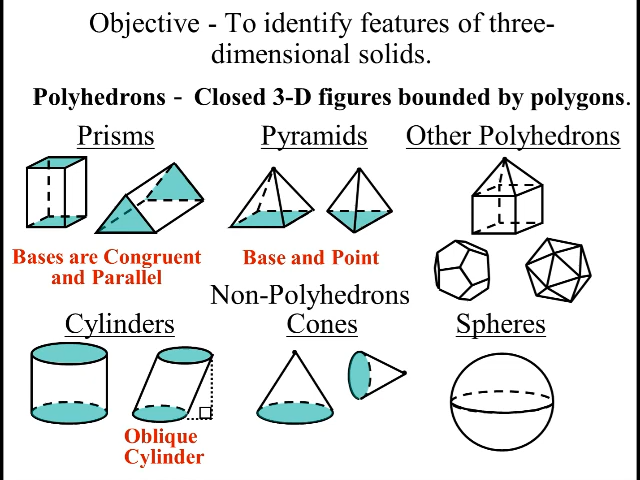 Objective - To identify features of three-
dimensional solids.
Polyhedrons - Closed 3-D figures bounded by polygons.
Prisms
Pyramids
Other Polyhedrons
Bases are Congruent
and Parallel
Base and Point
Non-Polyhedrons
Cylinders
Cones
Spheres
Oblique
Cylinder